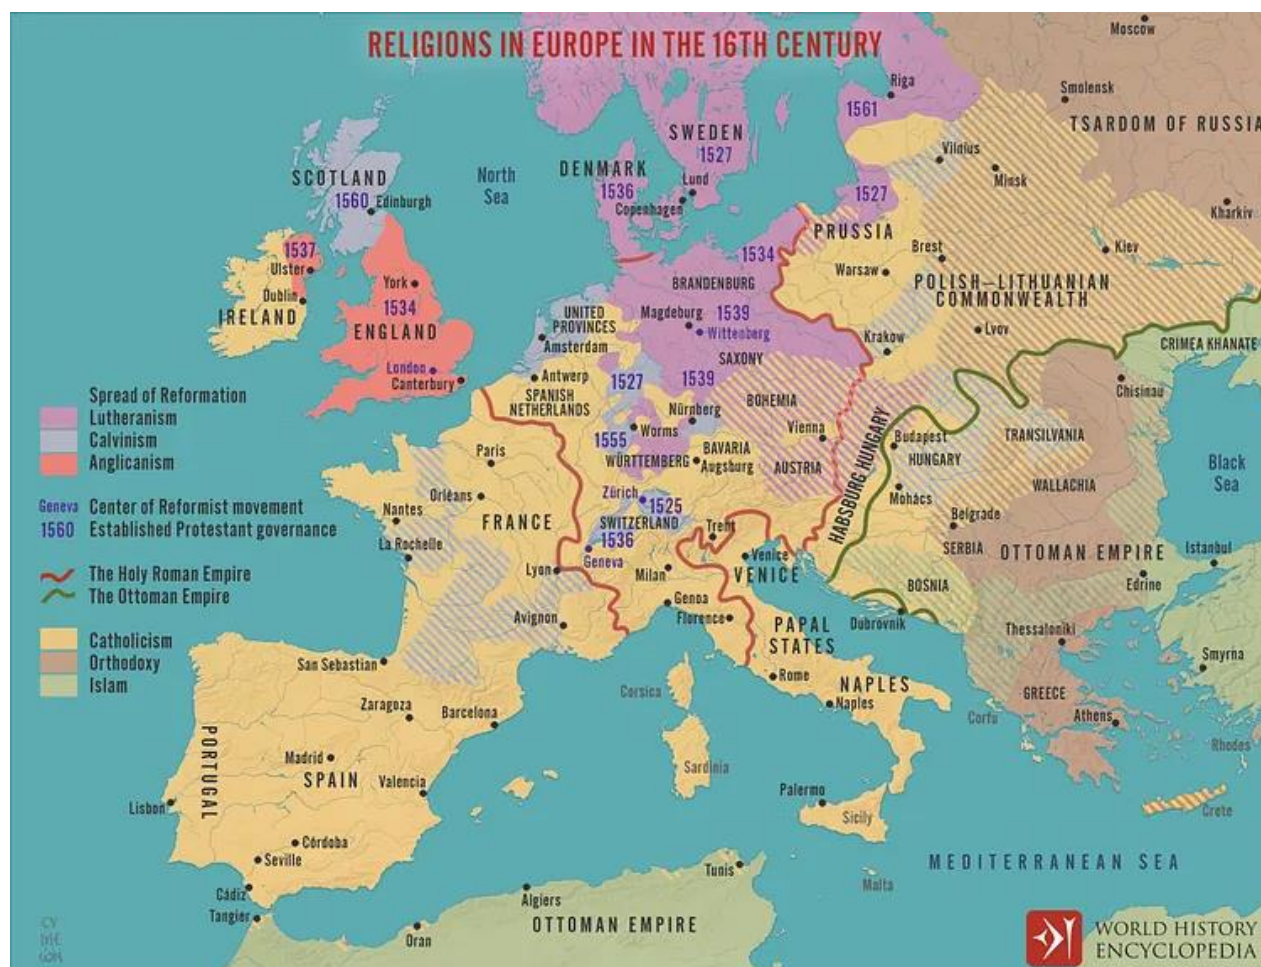 RELIGIONS IN EUROPE IN THE 16TH CENTURY
Moscow
Smolensk
TSARDOM OF RUSSIA
Riga
1561
Vilnius
Minsk
Kharkiv
SWEDEN
1527
DENMARK
1536
Lund
Copenhagen
North
Sea
SCOTLAND
1560
Edinburgh
1527
PRUSSIA
Brest
Kiev
Warsaw
POLISH-LITHUANIAN
COMMONWEALTH
1534
BRANDENBURG
1537
Ulster
Dublin
IRELAND
York
1534
ENGLAND
London
Canterbury
UNITED
PROVINCES
Amsterdam
Magdeburg
1539
Wittenberg
SAXONY
1539
Krakow
Lvov
CRIMEA KHANATE
Chisinau
Antwerp
SPANISH
NETHERLANDS
1527
Nürnberg
BOHEMIA
1555
Worms
Vienna
WÜRTTEMBERG
BAVARIA
Augsburg
AUSTRIA
HABSBURG HUNGARY
Budapest
HUNGARY
Mohács
TRANSILVANIA
WALLACHIA
Black
Sea
Spread of Reformation
Lutheranism
Calvinism
Anglicanism
Geneva Center of Reformist movement
1560 Established Protestant governance
The Holy Roman Empire
The Ottoman Empire
Catholicism
Orthodoxy
Islam
Paris
Orléans
Nantes
FRANCE
La Rochelle
Zürich
1525
SWITZERLAND
1536
Geneva
Trent
Lyon
Milan
Venice
VENICE
Genoa
Florence
Avignon
Belgrade
SERBIA
OTTOMAN EMPIRE
Istanbul
BOSNIA
Edrine
Dubrovnik
PAPAL
STATES
Thessaloniki
Smyrna
San Sebastian
Zaragoza
Barcelona
Corsica
Rome
NAPLES
Naples
GREECE
Corfu
Athens
Rhodes
PORTUGAL
Madrid
SPAIN
Valencia
Lisbon
Sardinia
Palermo
Sicily
Crete
Córdoba
Seville
Cádiz
Tangier
Tunis
Malta
MEDITERRANEAN SEA
Algiers
OTTOMAN EMPIRE
Oran
WORLD HISTORY
ENCYCLOPEDIA